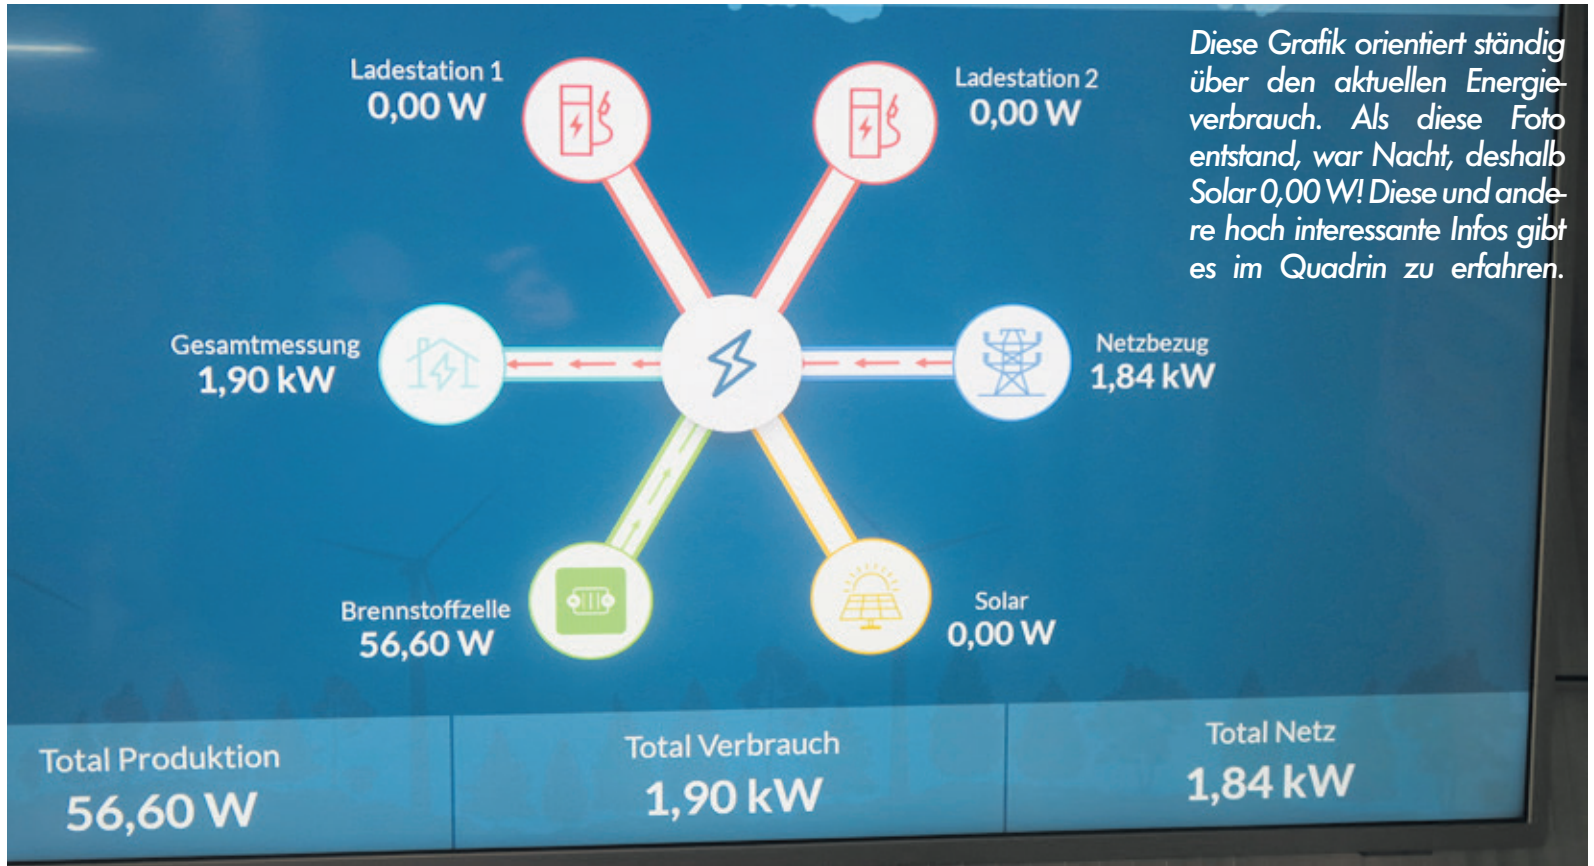 Ladestation 1
0,00 W
Ladestation 2
0,00 W
Diese Grafik orientiert ständig
über den aktuellen Energie-
verbrauch. Als diese Foto
entstand, war Nacht, deshalb
Solar 0,00 W! Diese und ande-
re hoch interessante Infos gibt
es im Quadrin zu erfahren.
Gesamtmessung
1,90 kW
Netzbezug
1,84 kW
Brennstoffzelle
56,60 W
Solar
0,00 W
Total Produktion
56,60 W
Total Verbrauch
1,90 kW
Total Netz
1,84 kW